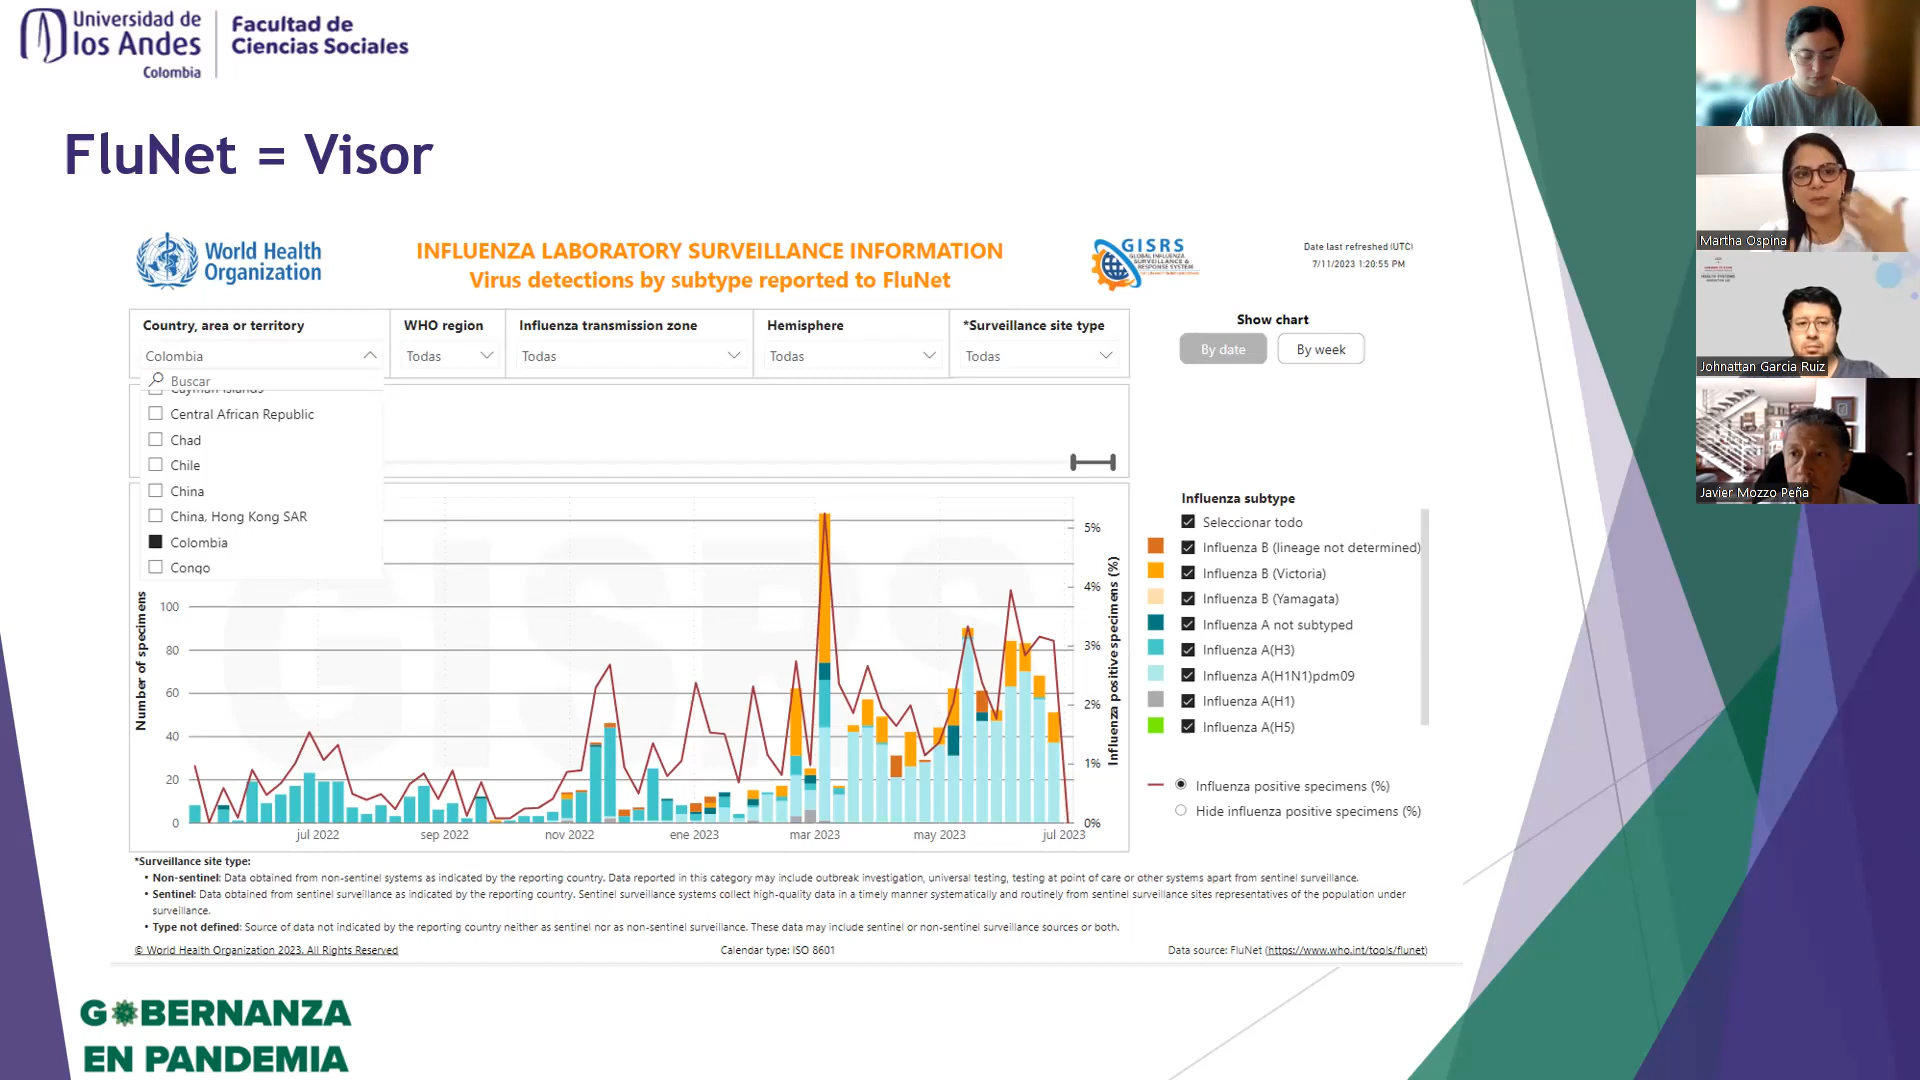 Universidad de
los Andes
Colombia
Facultad de
Ciencias Sociales
FluNet = Visor
World Health
Organization
INFLUENZA LABORATORY SURVEILLANCE INFORMATION
Virus detections by subtype reported to FluNet
GISRS
GLOBAL INFLUENZA
SURVEILLANCE &
RESPONSE SYSTEM
Date last refreshed (UTC)
7/11/2023 1:20:55 PM
Country, area or territory
WHO region
Influenza transmission zone
Hemisphere
*Surveillance site type
Colombia
Todas
Todas
Todas
Todas
Show chart
By date
By week
Buscar
Cayman Islands
Central African Republic
Chad
Chile
China
China, Hong Kong SAR
Colombia
Congo
GISRS
Number of specimens
100
80
60
40
20
0
5%
4%
3%
2%
1%
0%
Influenza positive specimens (%)
jul 2022
sep 2022
nov 2022
ene 2023
mar 2023
may 2023
jul 2023
Influenza subtype
Seleccionar todo
Influenza B (lineage not determined)
Influenza B (Victoria)
Influenza B (Yamagata)
Influenza A not subtyped
Influenza A(H3)
Influenza A(H1N1)pdm09
Influenza A(H1)
Influenza A(H5)
Influenza positive specimens (%)
Hide influenza positive specimens (%)
*Surveillance site type:
• Non-sentinel: Data obtained from non-sentinel systems as indicated by the reporting country. Data reported in this category may include outbreak investigation, universal testing, testing at point of care or other systems apart from sentinel surveillance.
• Sentinel: Data obtained from sentinel surveillance as indicated by the reporting country. Sentinel surveillance systems collect high-quality data in a timely manner systematically and routinely from sentinel surveillance sites representatives of the population under
surveillance.
• Type not defined: Source of data not indicated by the reporting country neither as sentinel nor as non-sentinel surveillance. These data may include sentinel or non-sentinel surveillance sources or both.
© World Health Organization 2023. All Rights Reserved
Calendar type: ISO 8601
Data source: FluNet (https://www.who.int/tools/flunet)
GOBERNANZA
EN PANDEMIA
Martha Ospina
Johnattan Garcia Ruiz
Javier Mozzo Peña